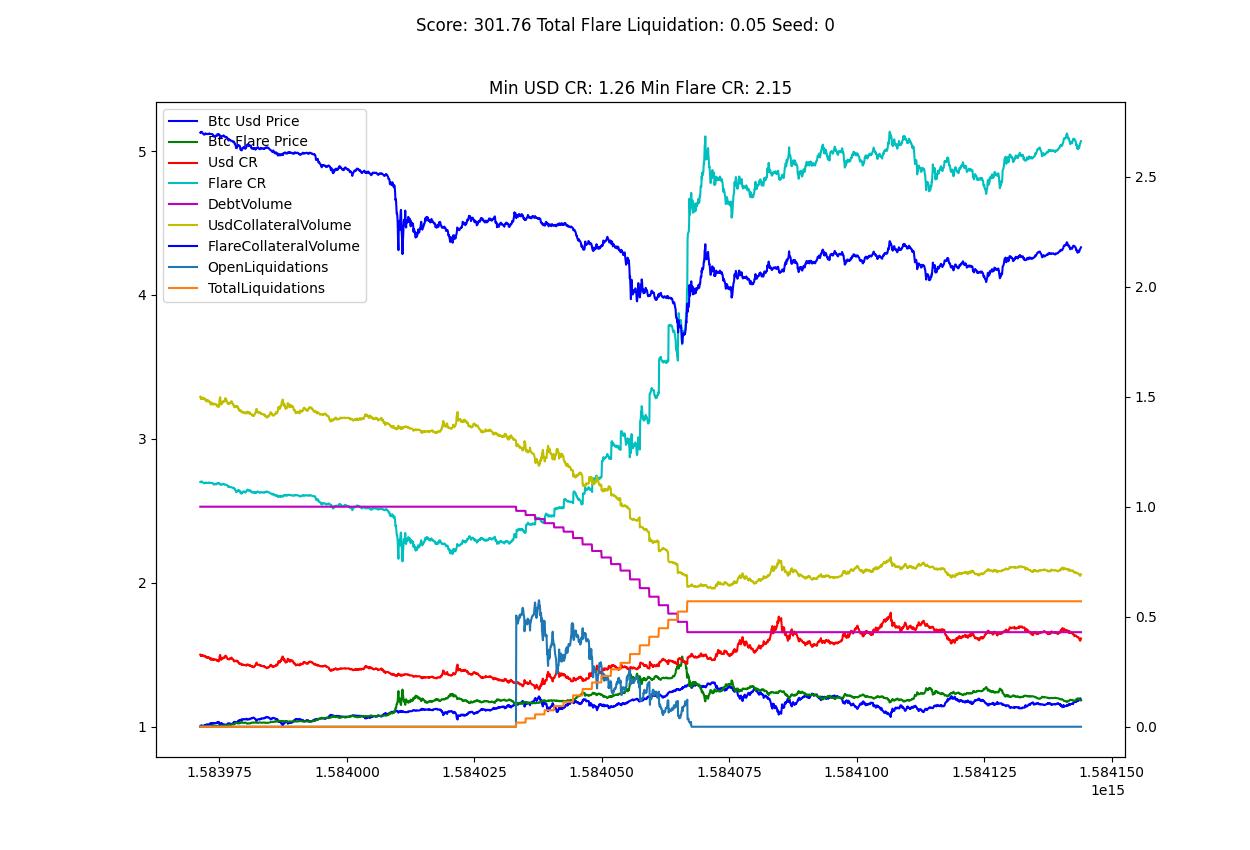 Score: 301.76 Total Flare Liquidation: 0.05 Seed: 0
Min USD CR: 1.26 Min Flare CR: 2.15
Btc Usd Price
Btc Flare Price
Usd CR
Flare CR
DebtVolume
UsdCollateralVolume
FlareCollateralVolume
OpenLiquidations
TotalLiquidations
5
4
3
2
1
2.5
2.0
1.5
1.0
0.5
0.0
1.583975 1.584000 1.584025 1.584050 1.584075 1.584100 1.584125 1.584150
1e15